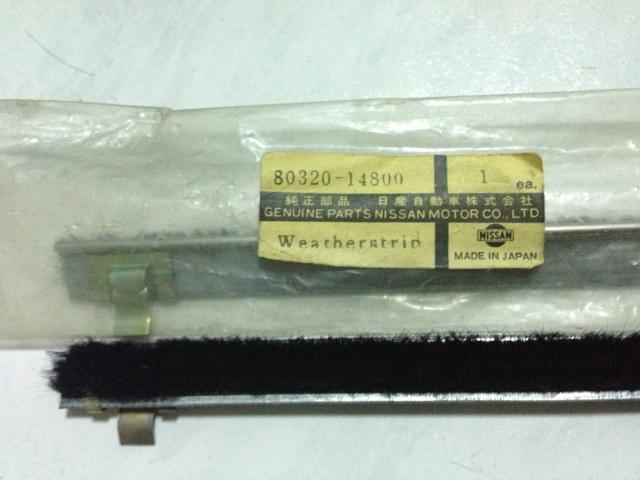 80320-14800 1 ea.
純正部品 日産自動車株式会社
GENUINE PARTS NISSAN MOTOR CO., LTD
Weatherstrip NISSAN
MADE IN JAPAN